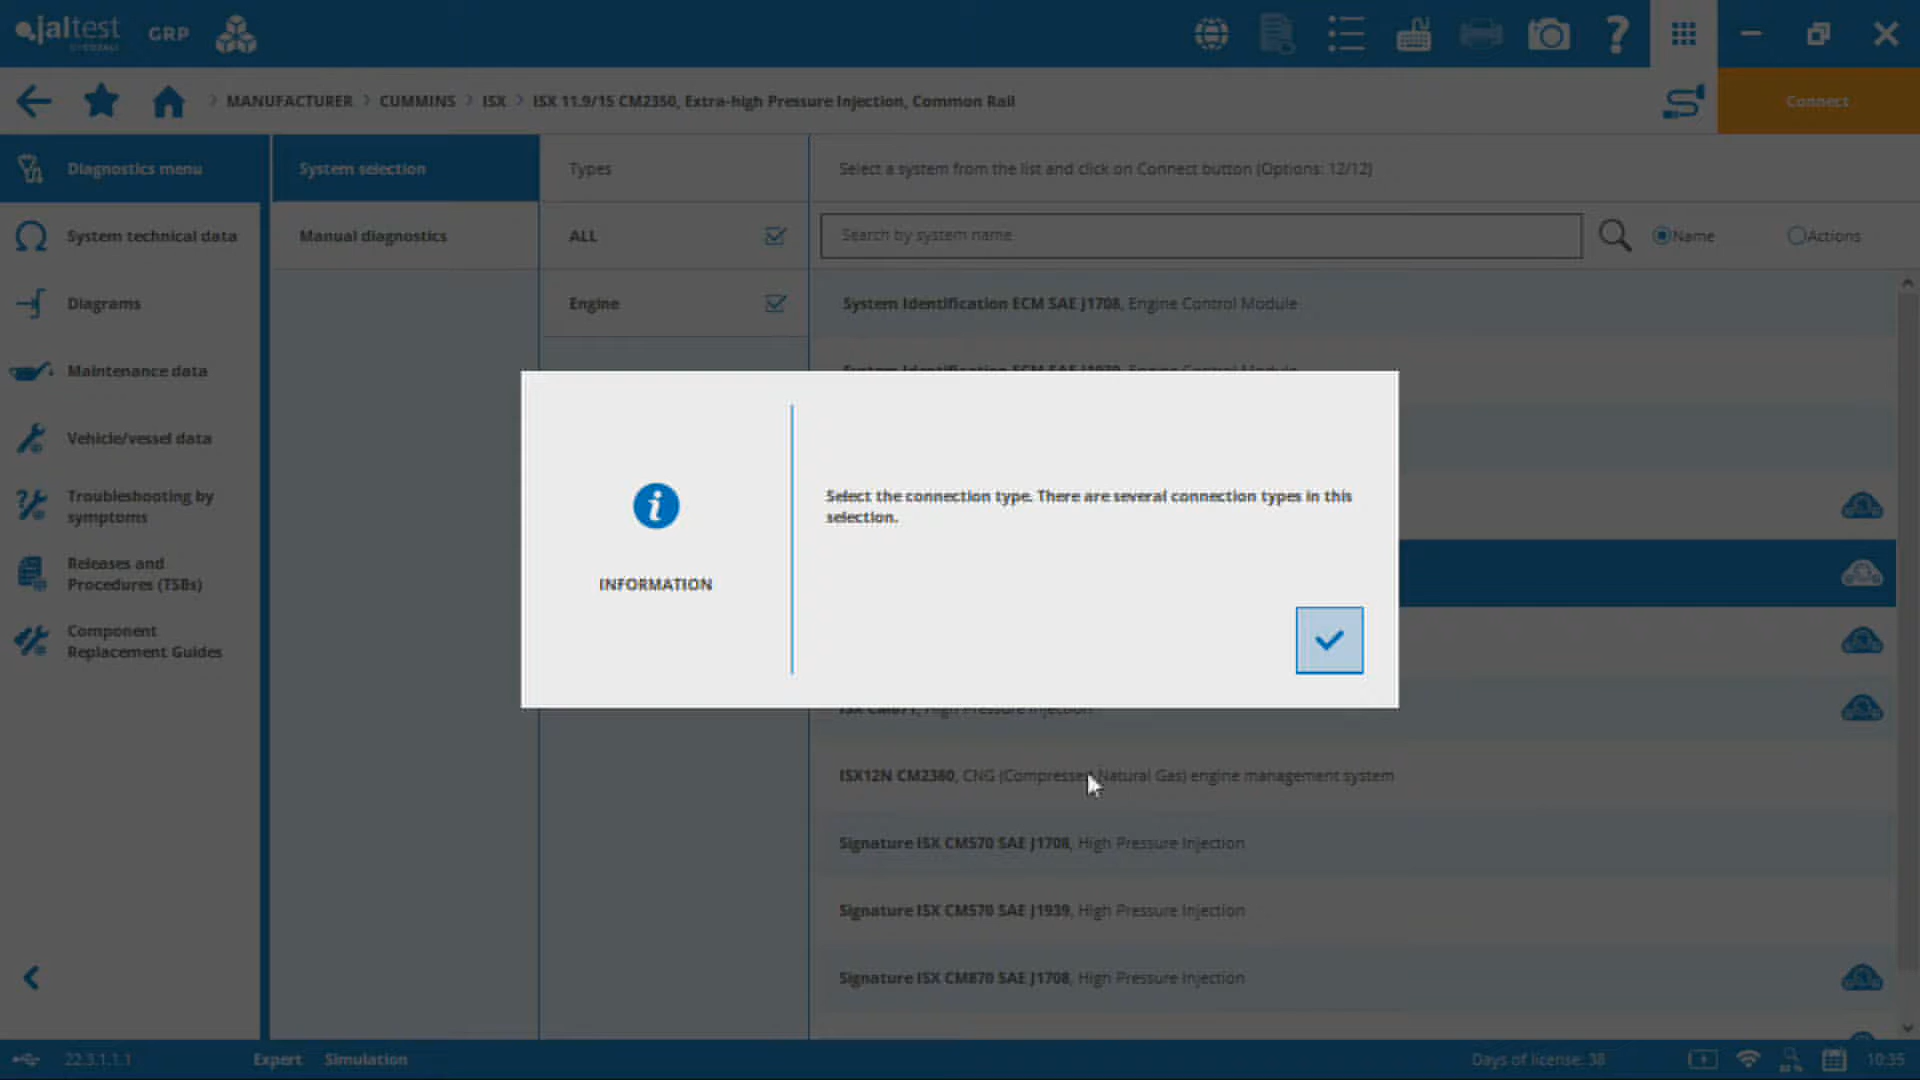 jaltest
GRP
MANUFACTURER > CUMMINS > ISX > ISX 11.9/15 CM2350, Extra-high Pressure Injection, Common Rail
Connect
Diagnostics menu
System technical data
Diagrams
Maintenance data
Vehicle/vessel data
Troubleshooting by
symptoms
Releases and
Procedures (TSBs)
Component
Replacement Guides
System selection
Manual diagnostics
Types
ALL
Engine
Select a system from the list and click on Connect button (Options: 12/12)
Search by system name
Name
Actions
System Identification ECM SAE J1708, Engine Control Module
System Identification ECM SAE J1939, Engine Control Module
INFORMATION
Select the connection type. There are several connection types in this
selection.
ISX CM871, High Pressure Injection
ISX12N CM2380, CNG (Compressed Natural Gas) engine management system
Signature ISX CM570 SAE J1708, High Pressure Injection
Signature ISX CM570 SAE J1939, High Pressure Injection
Signature ISX CM870 SAE J1708, High Pressure Injection
22.3.1.1.1
Expert
Simulation
Days of license: 38
10:35